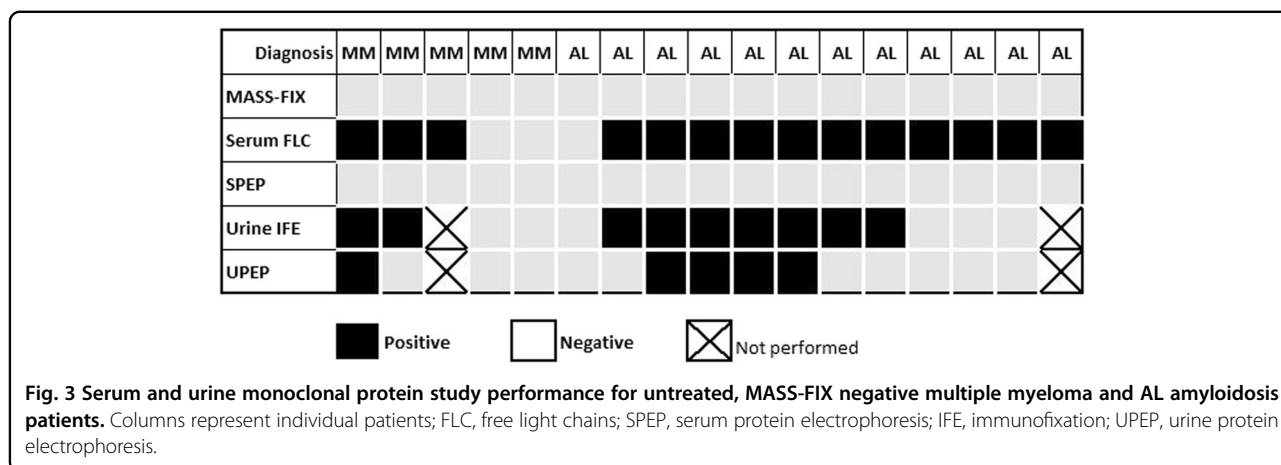 Diagnosis MM MM MM MM MM AL AL AL AL AL AL AL AL AL AL AL AL
MASS-FIX
Serum FLC
SPEP
Urine IFE
UPEP
Positive Negative Not performed
Fig. 3 Serum and urine monoclonal protein study performance for untreated, MASS-FIX negative multiple myeloma and AL amyloidosis
patients. Columns represent individual patients; FLC, free light chains; SPEP, serum protein electrophoresis; IFE, immunofixation; UPEP, urine protein
electrophoresis.